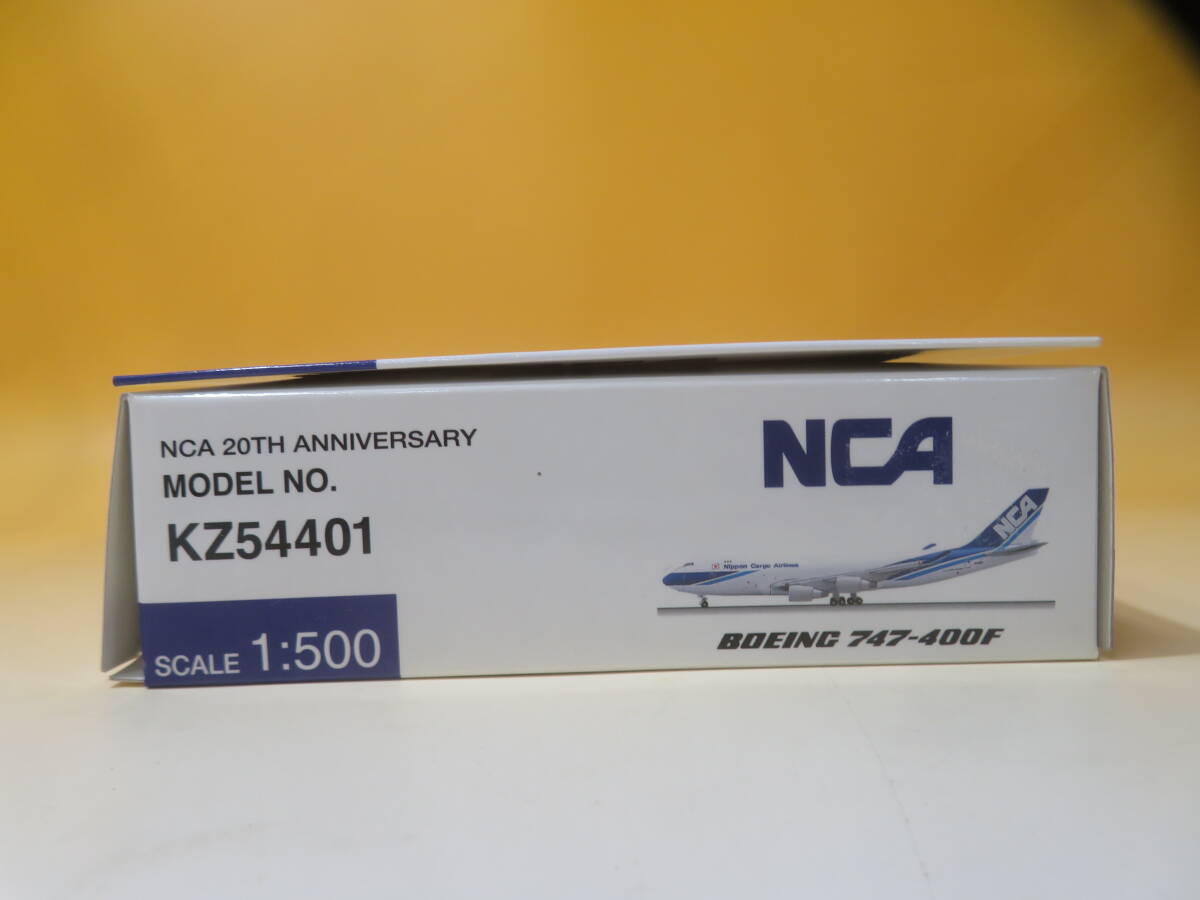 NCA 20TH ANNIVERSARY
MODEL NO.
KZ54401
SCALE 1:500
NCA
NCA
Nippon Cargo Airlines
BOEING 747-400F